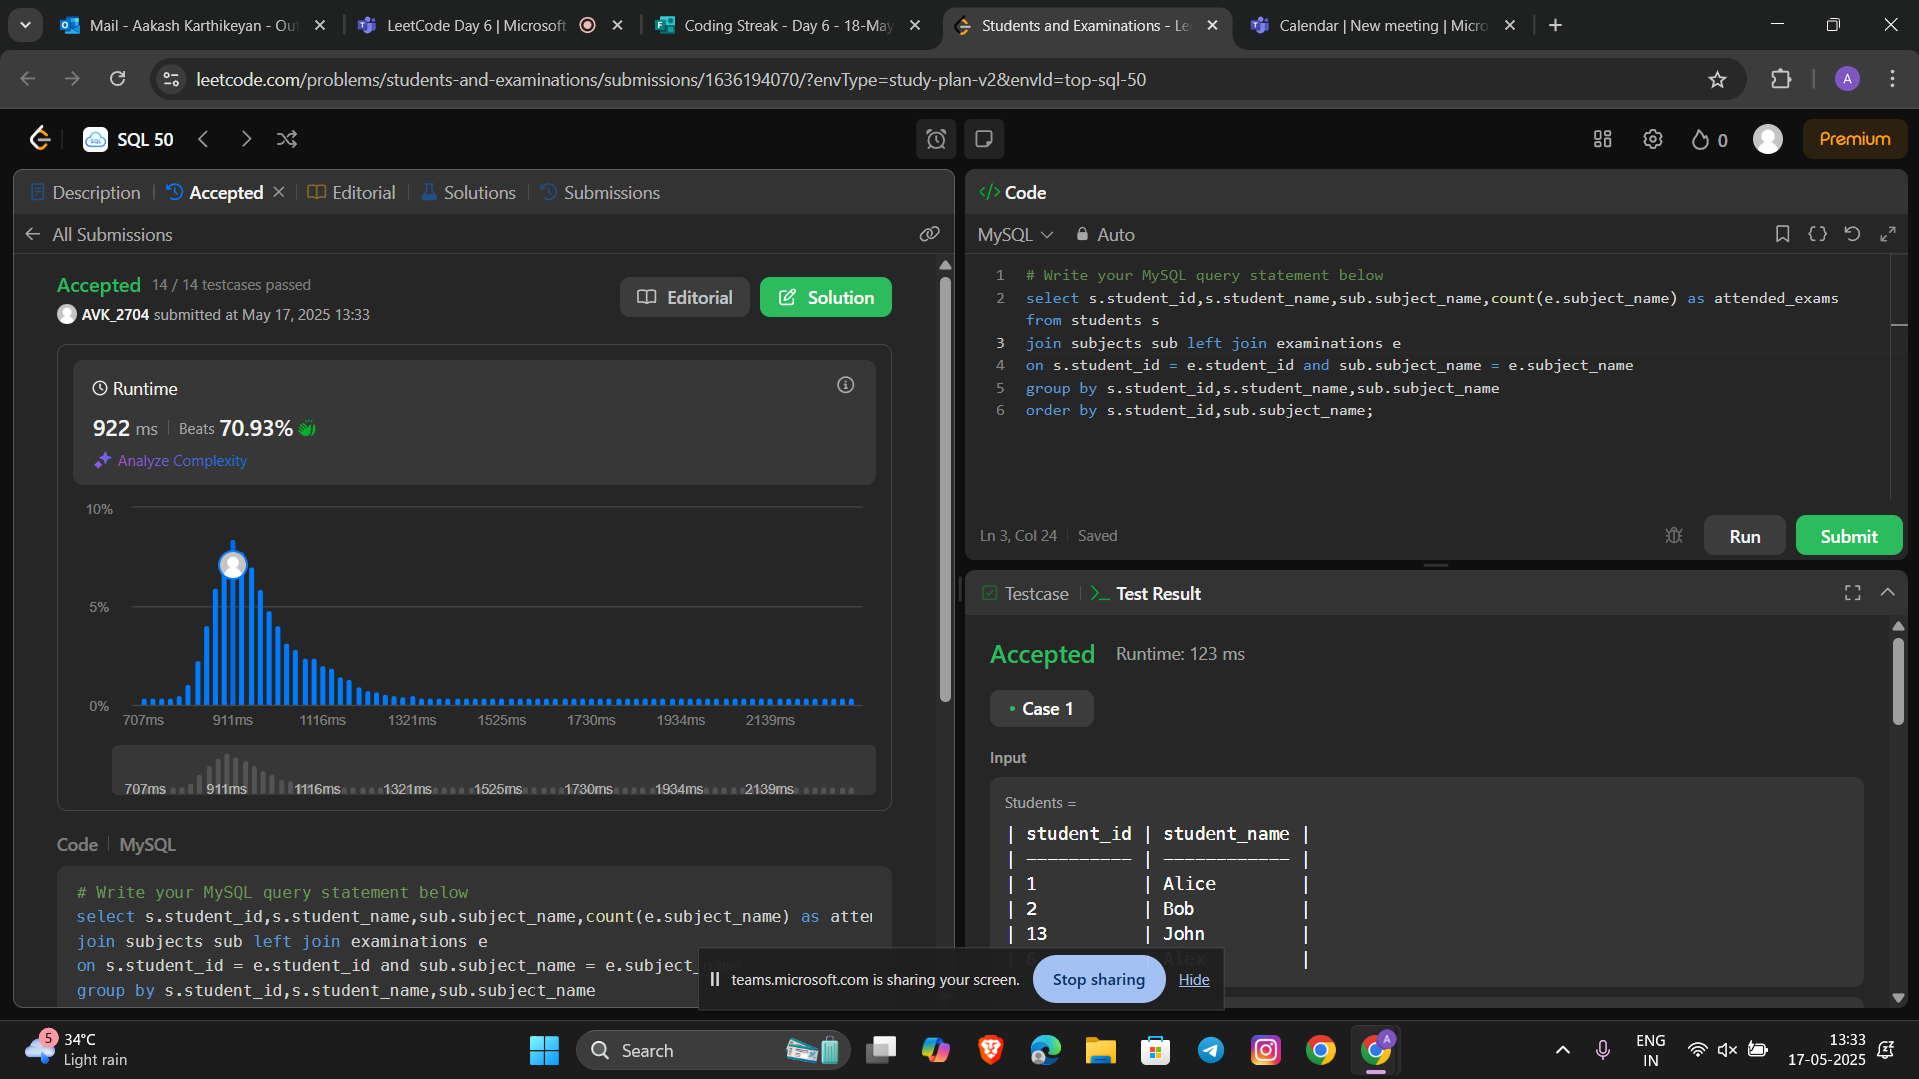 Mail - Aakash Karthikeyan - Ou
LeetCode Day 6 | Microsoft
Coding Streak - Day 6 - 18-May
Students and Examinations - Le
Calendar | New meeting | Micro
leetcode.com/problems/students-and-examinations/submissions/1636194070/?envType=study-plan-v2&envId=top-sql-50
A
SQL 50
0
Premium
Description
Accepted
Editorial
Solutions
Submissions
All Submissions
Accepted 14 / 14 testcases passed
AVK_2704 submitted at May 17, 2025 13:33
Editorial
Solution
Runtime
922 ms Beats 70.93%
Analyze Complexity
10%
5%
0%
707ms 911ms 1116ms 1321ms 1525ms 1730ms 1934ms 2139ms
707ms 911ms 1116ms 1321ms 1525ms 1730ms 1934ms 2139ms
Code MySQL
# Write your MySQL query statement below
select s.student_id,s.student_name,sub.subject_name,count(e.subject_name) as atte
join subjects sub left join examinations e
on s.student_id = e.student_id and sub.subject_name = e.subject_
group by s.student_id,s.student_name,sub.subject_name
</> Code
MySQL Auto
1 # Write your MySQL query statement below
2 select s.student_id,s.student_name,sub.subject_name,count(e.subject_name) as attended_exams
from students s
3 join subjects sub left join examinations e
4 on s.student_id = e.student_id and sub.subject_name = e.subject_name
5 group by s.student_id,s.student_name,sub.subject_name
6 order by s.student_id,sub.subject_name;
Ln 3, Col 24 Saved
Run
Submit
Testcase
Test Result
Accepted Runtime: 123 ms
Case 1
Input
Students =
| student_id | student_name |
| ---------- | ------------ |
| 1 | Alice |
| 2 | Bob |
| 13 | John |
| 6 | Alex |
teams.microsoft.com is sharing your screen.
Stop sharing
Hide
5
34°C
Light rain
Search
A
ENG
IN
13:33
17-05-2025